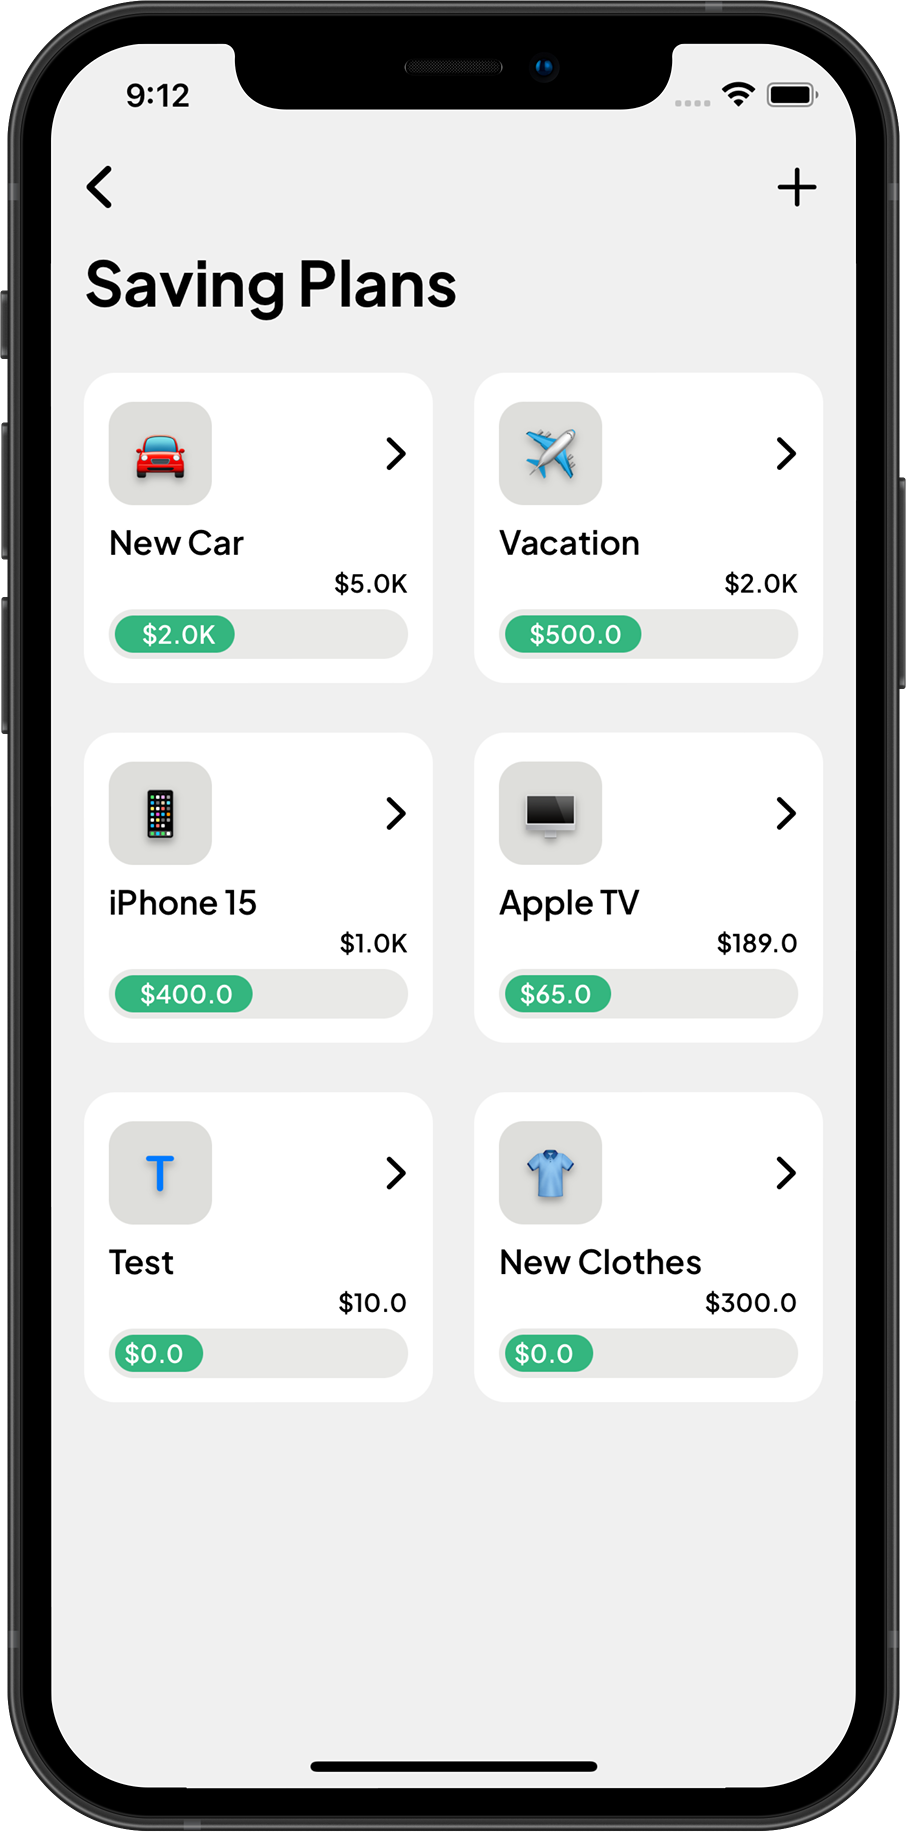 9:12
Saving Plans
New Car
$5.0K
$2.0K
Vacation
$2.0K
$500.0
iPhone 15
$1.0K
$400.0
Apple TV
$189.0
$65.0
T
Test
$10.0
$0.0
New Clothes
$300.0
$0.0